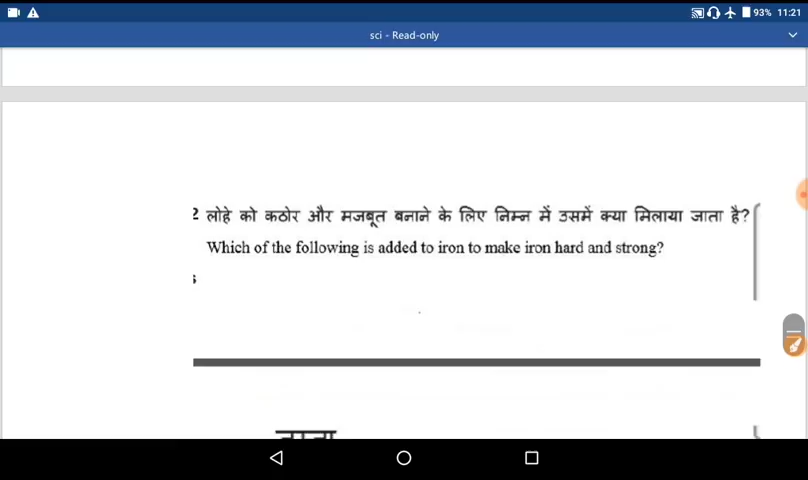 93% 11:21
sci - Read-only
2 लोहे को कठोर और मजबूत बनाने के लिए निम्न में उसमें क्या मिलाया जाता है?
Which of the following is added to iron to make iron hard and strong?